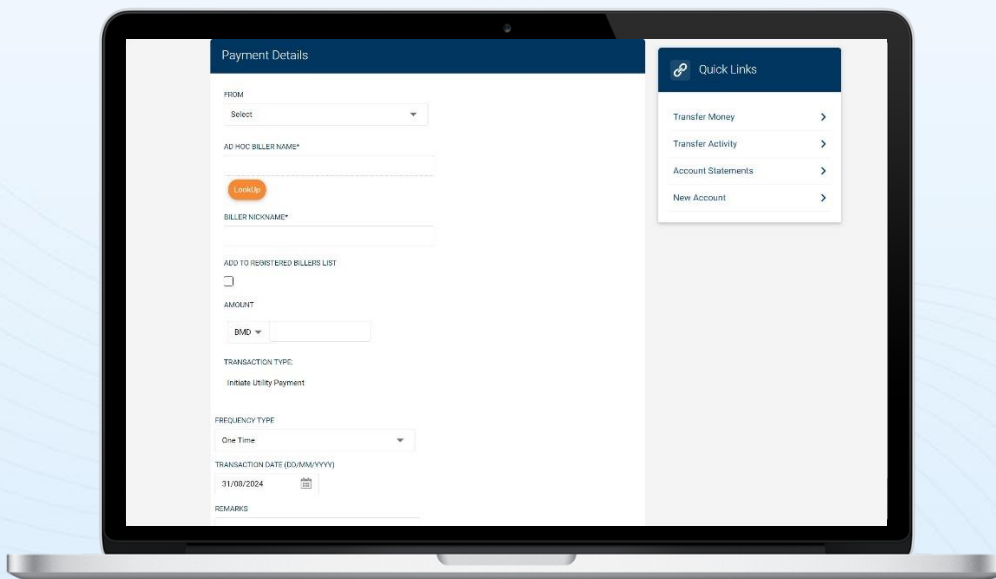 Payment Details
FROM
Select
AD HOC BILLER NAME*
LookUp
BILLER NICKNAME*
ADD TO REGISTERED BILLERS LIST
AMOUNT
BMD
TRANSACTION TYPE:
Initiate Utility Payment
FREQUENCY TYPE
One Time
TRANSACTION DATE (DD/MM/YYYY)
31/08/2024
REMARKS
Quick Links
Transfer Money
Transfer Activity
Account Statements
New Account